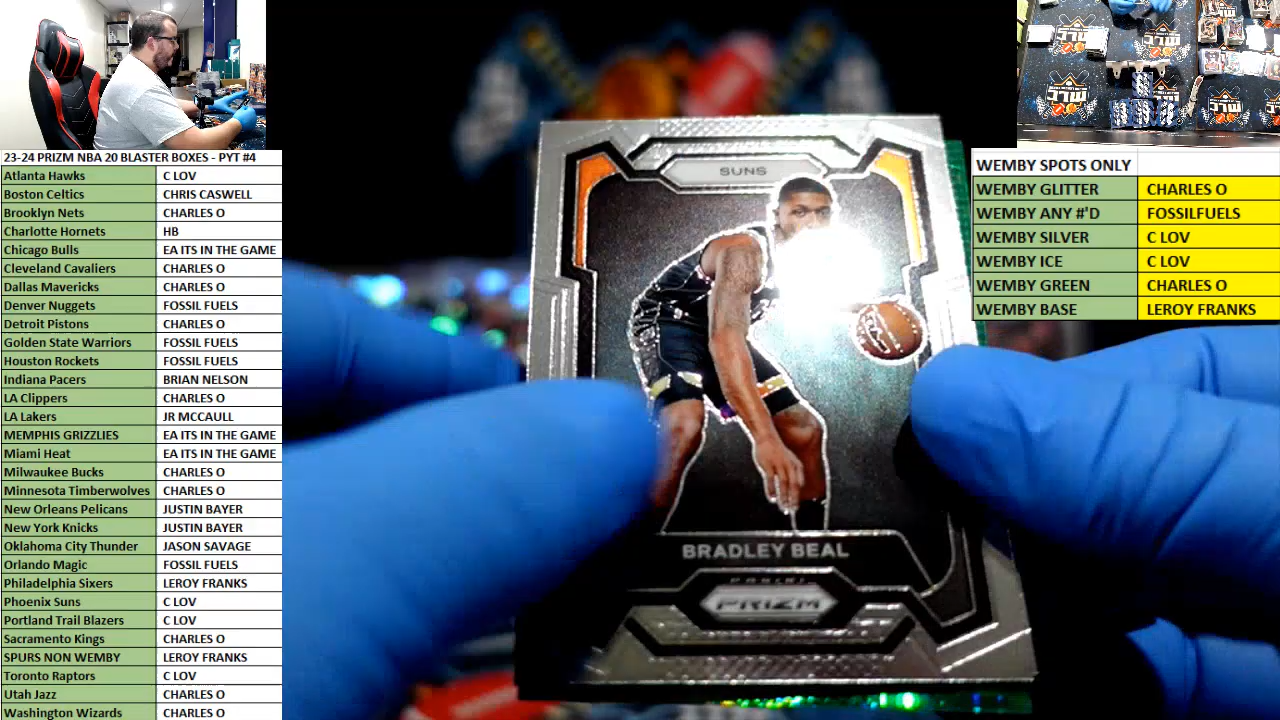 23-24 PRIZM NBA 20 BLASTER BOXES - PYT #4
Atlanta Hawks C LOV
Boston Celtics CHRIS CASWELL
Brooklyn Nets CHARLES O
Charlotte Hornets HB
Chicago Bulls EA ITS IN THE GAME
Cleveland Cavaliers CHARLES O
Dallas Mavericks CHARLES O
Denver Nuggets FOSSIL FUELS
Detroit Pistons CHARLES O
Golden State Warriors FOSSIL FUELS
Houston Rockets FOSSIL FUELS
Indiana Pacers BRIAN NELSON
LA Clippers CHARLES O
LA Lakers JR MCCAULL
MEMPHIS GRIZZLIES EA ITS IN THE GAME
Miami Heat EA ITS IN THE GAME
Milwaukee Bucks CHARLES O
Minnesota Timberwolves CHARLES O
New Orleans Pelicans JUSTIN BAYER
New York Knicks JUSTIN BAYER
Oklahoma City Thunder JASON SAVAGE
Orlando Magic FOSSIL FUELS
Philadelphia Sixers LEROY FRANKS
Phoenix Suns C LOV
Portland Trail Blazers C LOV
Sacramento Kings CHARLES O
SPURS NON WEMBY LEROY FRANKS
Toronto Raptors C LOV
Utah Jazz CHARLES O
Washington Wizards CHARLES O
SUNS
BRADLEY BEAL
PANINI
PRIZM
WEMBY SPOTS ONLY
WEMBY GLITTER CHARLES O
WEMBY ANY #'D FOSSILFUELS
WEMBY SILVER C LOV
WEMBY ICE C LOV
WEMBY GREEN CHARLES O
WEMBY BASE LEROY FRANKS